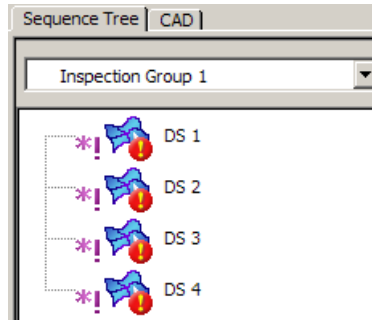 Sequence Tree CAD
Inspection Group 1
*! DS 1
*! DS 2
*! DS 3
*! DS 4